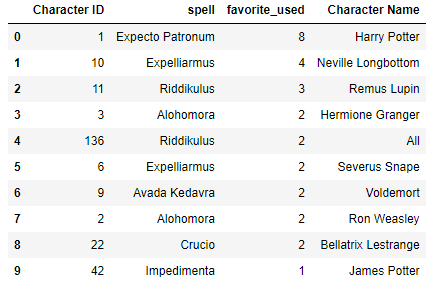 Character ID spell favorite_used Character Name
0 1 Expecto Patronum 8 Harry Potter
1 10 Expelliarmus 4 Neville Longbottom
2 11 Riddikulus 3 Remus Lupin
3 3 Alohomora 2 Hermione Granger
4 136 Riddikulus 2 All
5 6 Expelliarmus 2 Severus Snape
6 9 Avada Kedavra 2 Voldemort
7 2 Alohomora 2 Ron Weasley
8 22 Crucio 2 Bellatrix Lestrange
9 42 Impedimenta 1 James Potter